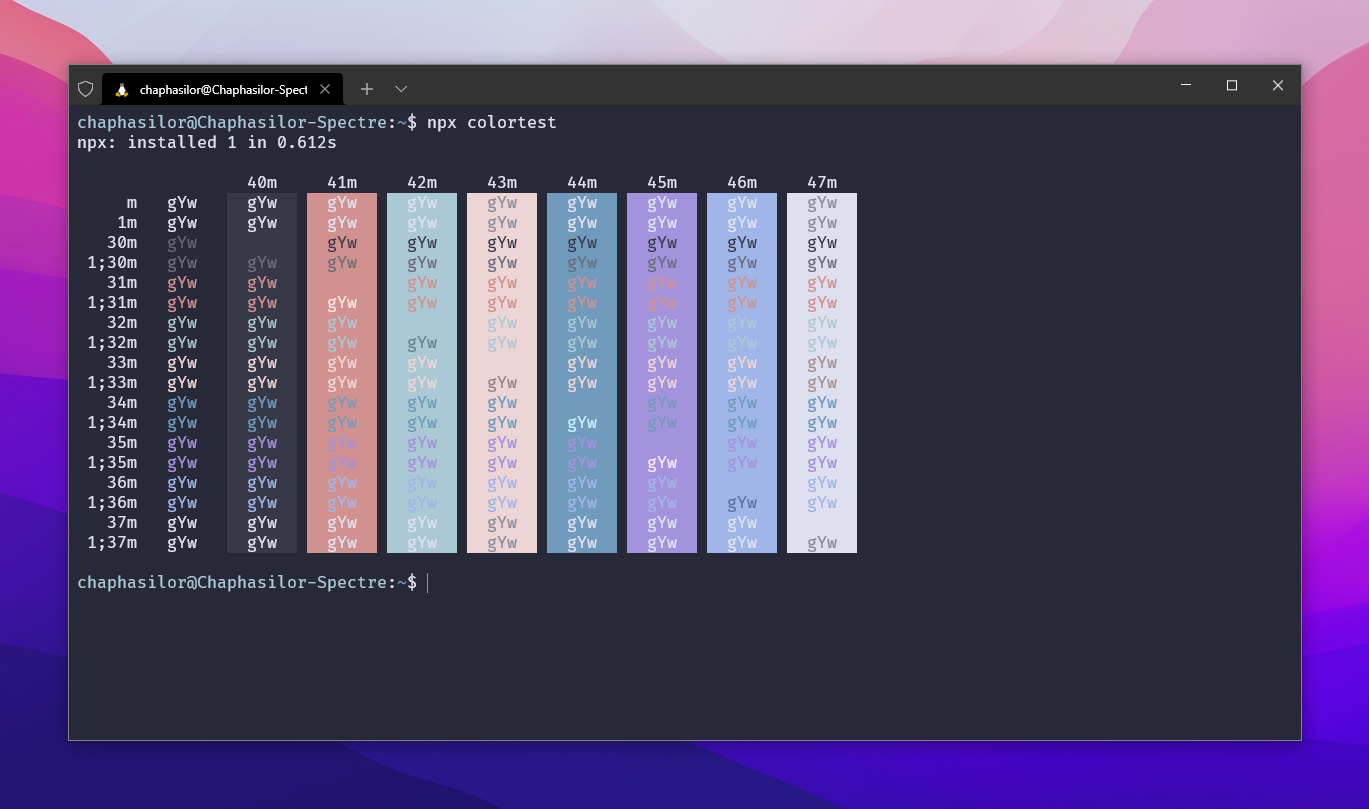 chaphasilor@Chaphasilor-Spect
chaphasilor@Chaphasilor-Spectre:~$ npx colortest
npx: installed 1 in 0.612s
40m 41m 42m 43m 44m 45m 46m 47m
m gYw gYw gYw gYw gYw gYw gYw gYw gYw
1m gYw gYw gYw gYw gYw gYw gYw gYw gYw
30m gYw gYw gYw gYw gYw gYw gYw gYw
1;30m gYw gYw gYw gYw gYw gYw gYw gYw gYw
31m gYw gYw gYw gYw gYw gYw gYw gYw
1;31m gYw gYw gYw gYw gYw gYw gYw gYw gYw
32m gYw gYw gYw gYw gYw gYw gYw gYw
1;32m gYw gYw gYw gYw gYw gYw gYw gYw gYw
33m gYw gYw gYw gYw gYw gYw gYw gYw
1;33m gYw gYw gYw gYw gYw gYw gYw gYw gYw
34m gYw gYw gYw gYw gYw gYw gYw gYw
1;34m gYw gYw gYw gYw gYw gYw gYw gYw gYw
35m gYw gYw gYw gYw gYw gYw gYw gYw
1;35m gYw gYw gYw gYw gYw gYw gYw gYw gYw
36m gYw gYw gYw gYw gYw gYw gYw gYw
1;36m gYw gYw gYw gYw gYw gYw gYw gYw gYw
37m gYw gYw gYw gYw gYw gYw gYw gYw
1;37m gYw gYw gYw gYw gYw gYw gYw gYw gYw
chaphasilor@Chaphasilor-Spectre:~$